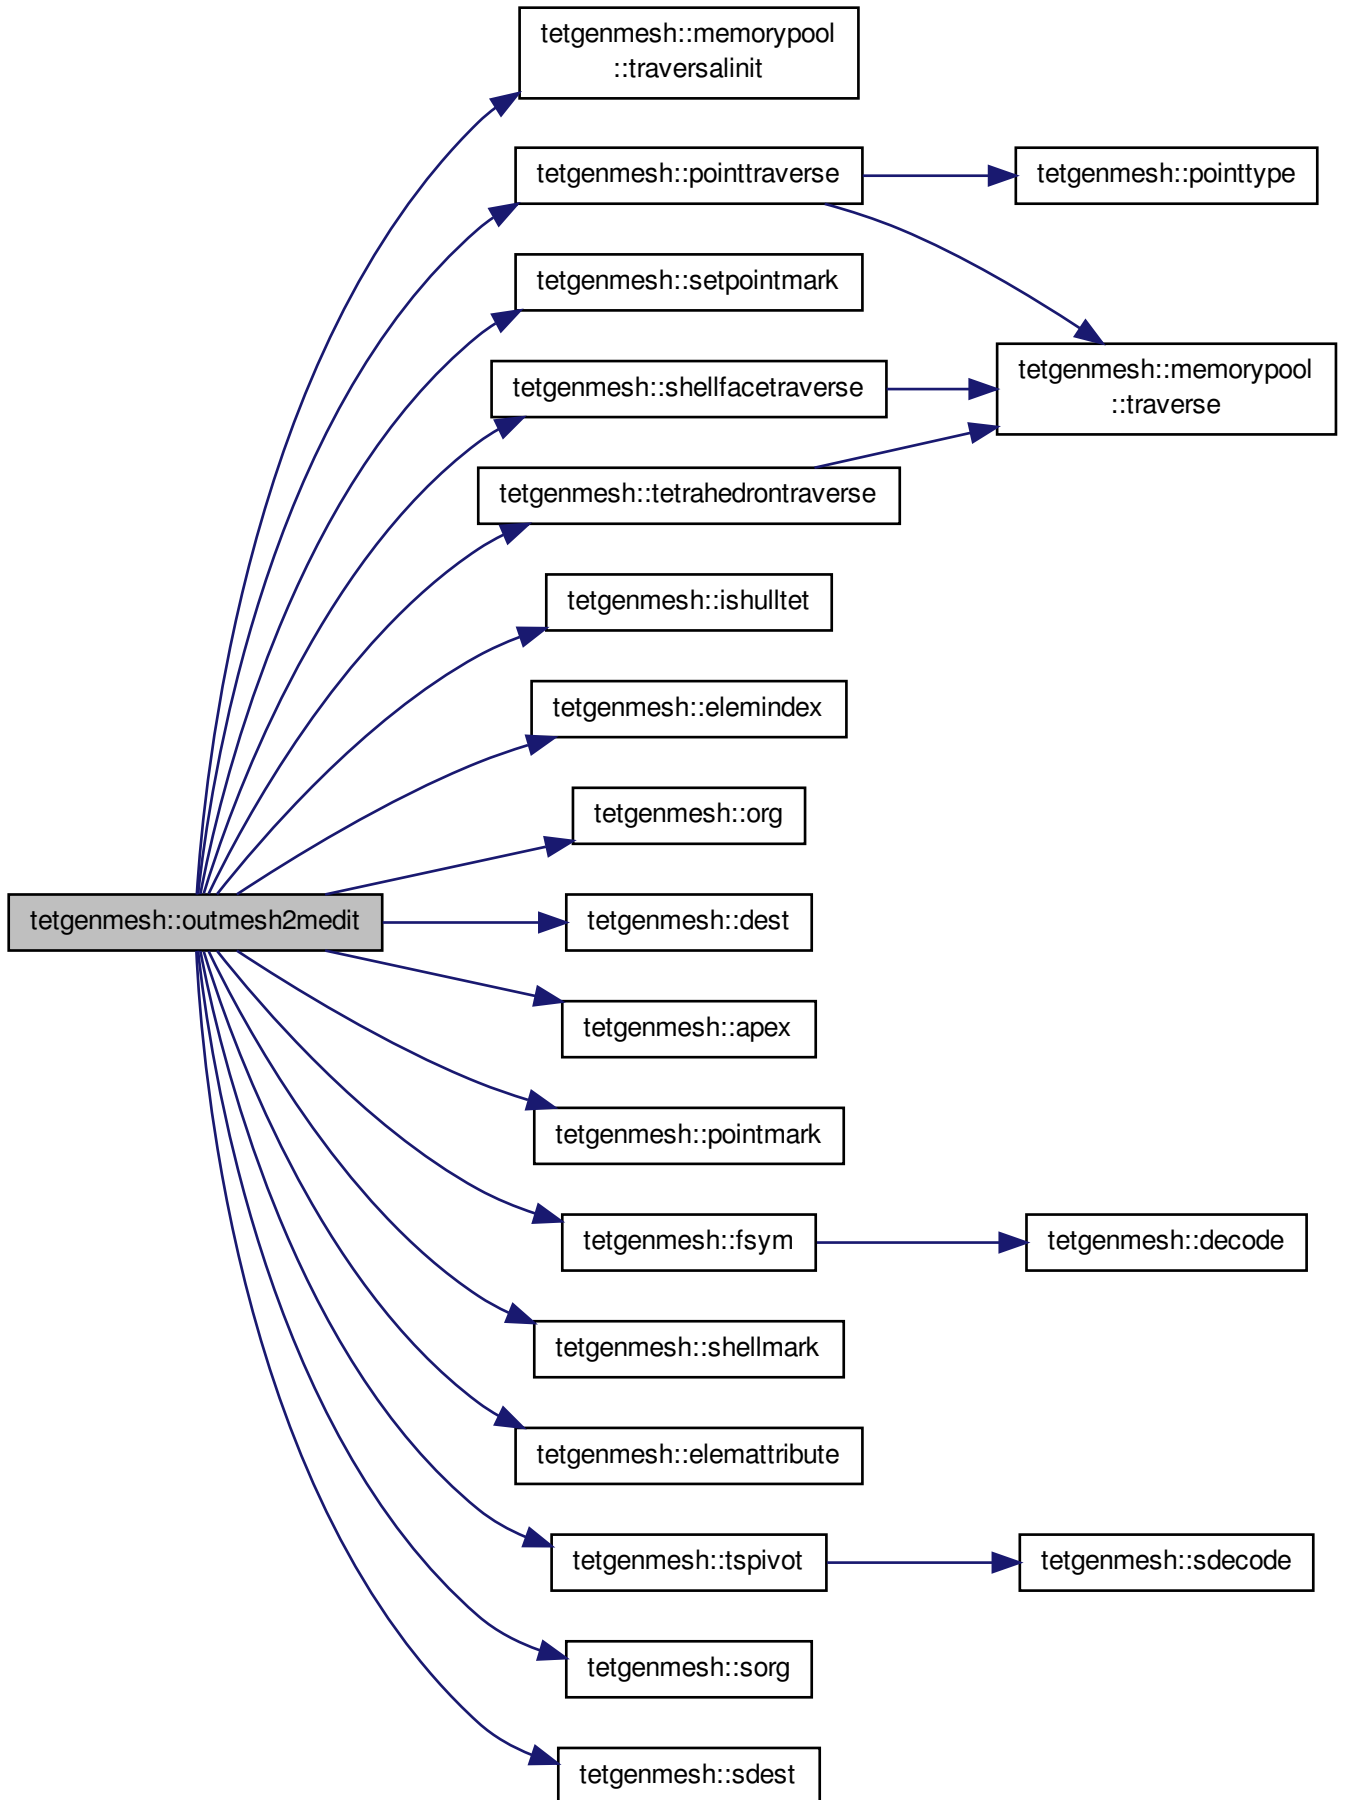 tetgenmesh::memorypool
::traversalinit
tetgenmesh::pointtraverse
tetgenmesh::pointtype
tetgenmesh::setpointmark
tetgenmesh::shellfacetraverse
tetgenmesh::memorypool
::traverse
tetgenmesh::tetrahedrontraverse
tetgenmesh::ishulltet
tetgenmesh::elemindex
tetgenmesh::org
tetgenmesh::outmesh2medit
tetgenmesh::dest
tetgenmesh::apex
tetgenmesh::pointmark
tetgenmesh::fsym
tetgenmesh::decode
tetgenmesh::shellmark
tetgenmesh::elemattribute
tetgenmesh::tspivot
tetgenmesh::sdecode
tetgenmesh::sorg
tetgenmesh::sdest